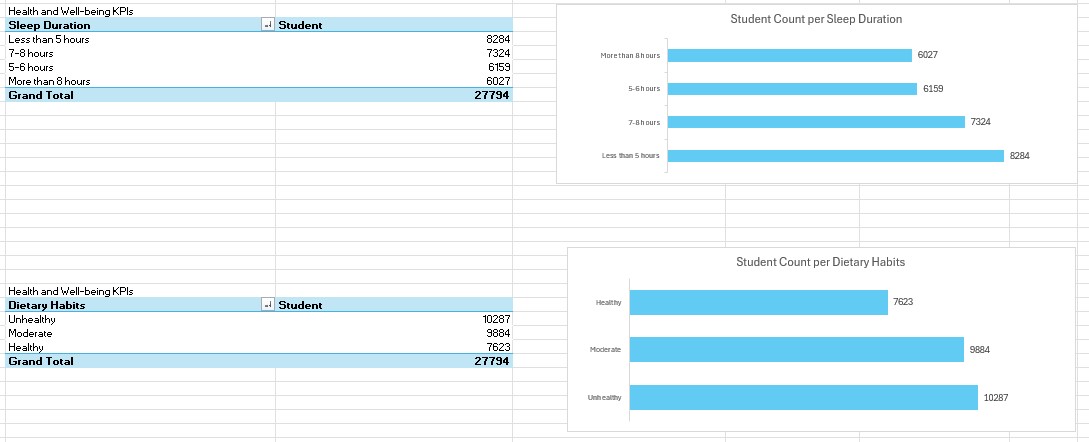 Health and Well-being KPIs
Sleep Duration Student
Less than 5 hours 8284
7-8 hours 7324
5-6 hours 6159
More than 8 hours 6027
Grand Total 27794
Student Count per Sleep Duration
More than 8 hours 6027
5-6 hours 6159
7-8 hours 7324
Less than 5 hours 8284
Health and Well-being KPIs
Dietary Habits Student
Unhealthy 10287
Moderate 9884
Healthy 7623
Grand Total 27794
Student Count per Dietary Habits
Healthy 7623
Moderate 9884
Unhealthy 10287